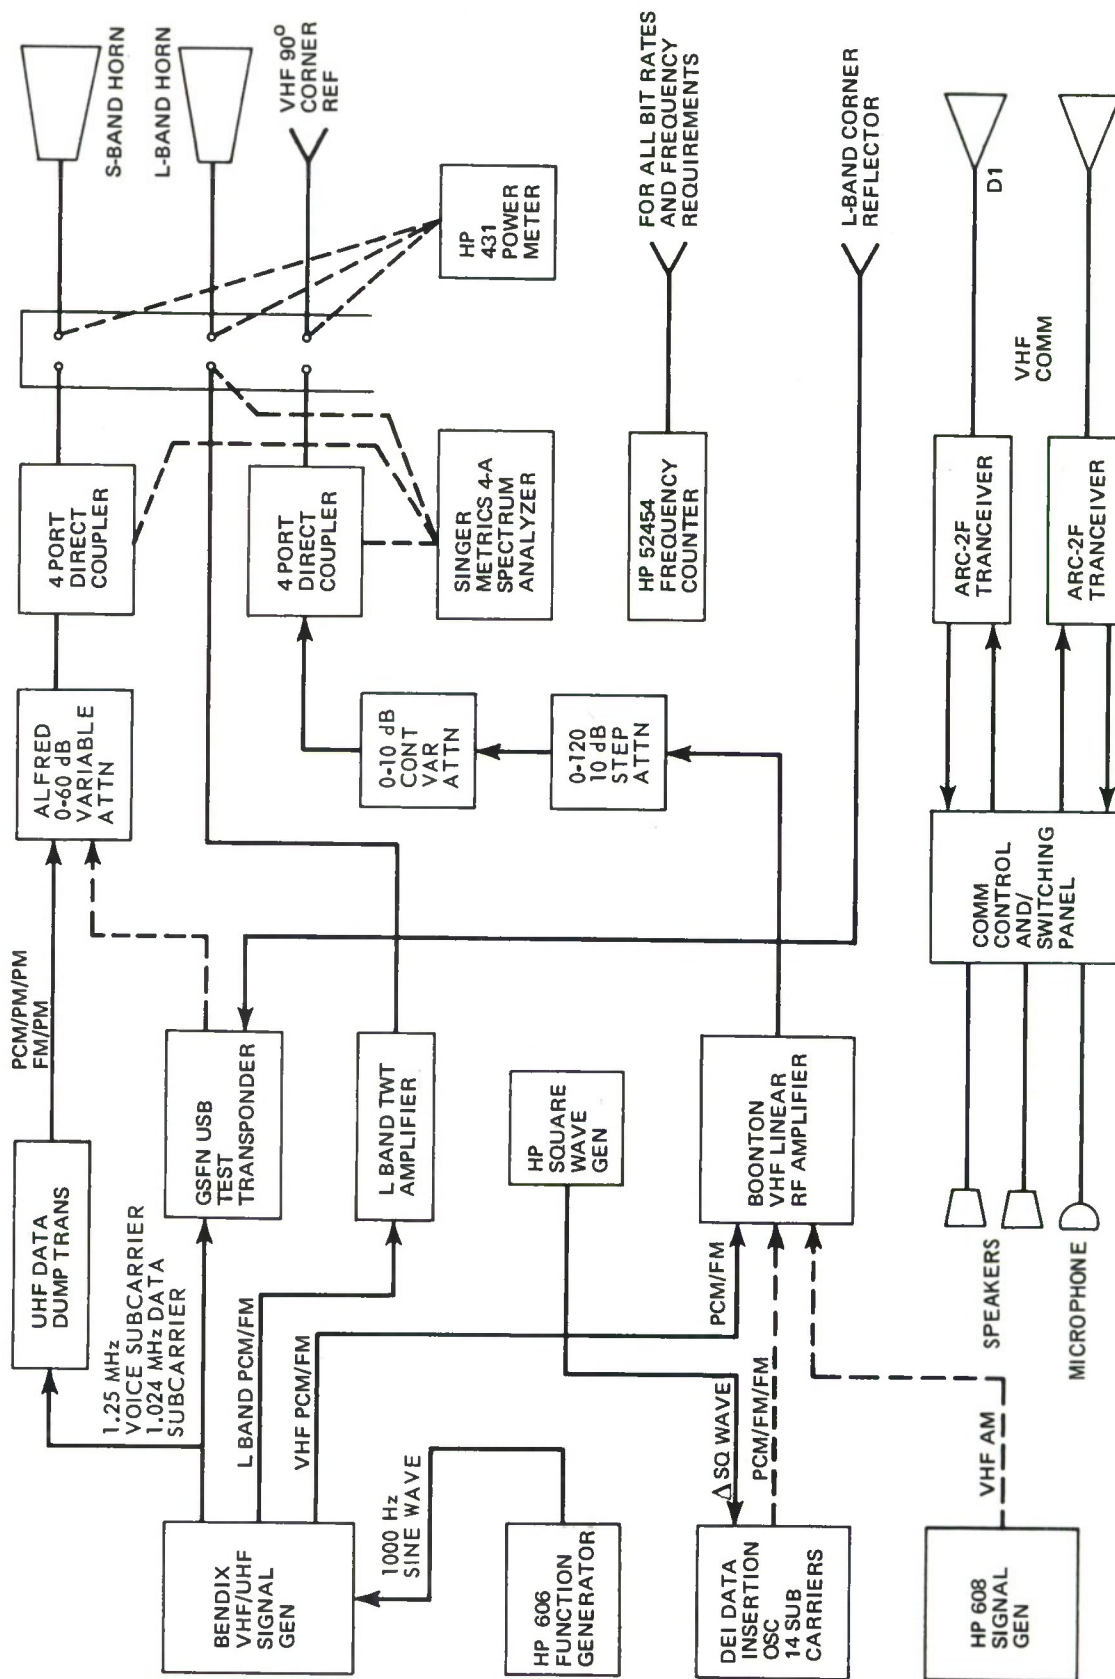 S-BAND HORN
L-BAND HORN
VHF 90°
CORNER
REF
HP
431
POWER
METER
4 PORT
DIRECT
COUPLER
4 PORT
DIRECT
COUPLER
SINGER
METRICS 4-A
SPECTRUM
ANALYZER
ALFRED
0-60 dB
VARIABLE
ATTN
0-10 dB
CONT
VAR
ATTN
0-120
10 dB
STEP
ATTN
PCM/PM/PM
FM/PM
UHF DATA
DUMP TRANS
GSFN USB
TEST
TRANSPONDER
L BAND TWT
AMPLIFIER
HP
SQUARE
WAVE
GEN
BOONTON
VHF LINEAR
RF AMPLIFIER
1.25 MHz
VOICE SUBCARRIER
1.024 MHz DATA
SUBCARRIER
L BAND PCM/FM
VHF PCM/FM
PCM/FM
Δ SQ WAVE
PCM/FM/FM
1000 Hz
SINE WAVE
BENDIX
VHF/UHF
SIGNAL
GEN
HP 606
FUNCTION
GENERATOR
DEI DATA
INSERTION
OSC
14 SUB
CARRIERS
VHF AM
HP 608
SIGNAL
GEN
FOR ALL BIT RATES
AND FREQUENCY
REQUIREMENTS
HP 52454
FREQUENCY
COUNTER
L-BAND CORNER
REFLECTOR
D1
VHF
COMM
ARC-2F
TRANCEIVER
ARC-2F
TRANCEIVER
COMM
CONTROL
AND/
SWITCHING
PANEL
SPEAKERS
MICROPHONE